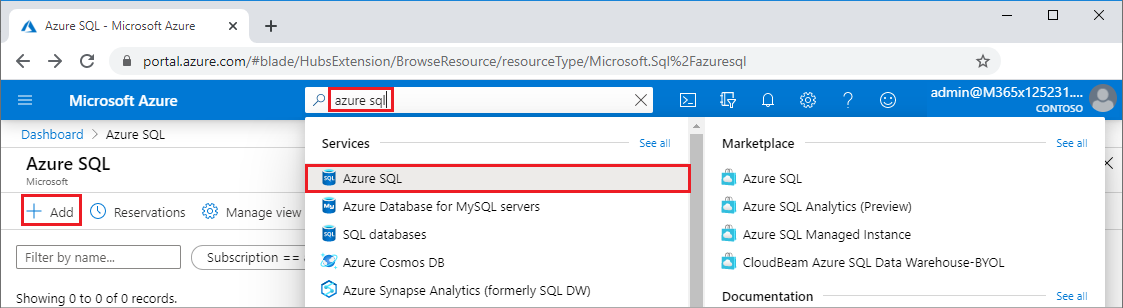 Azure SQL - Microsoft Azure
portal.azure.com/#blade/HubsExtension/BrowseResource/resourceType/Microsoft.Sql%2Fazuresql
Microsoft Azure
azure sql
admin@M365x125231....
CONTOSO
Dashboard > Azure SQL
Azure SQL
Microsoft
Add
Reservations
Manage view
Filter by name...
Subscription ==
Showing 0 to 0 of 0 records.
Services
See all
Azure SQL
Azure Database for MySQL servers
SQL databases
Azure Cosmos DB
Azure Synapse Analytics (formerly SQL DW)
Marketplace
See all
Azure SQL
Azure SQL Analytics (Preview)
Azure SQL Managed Instance
CloudBeam Azure SQL Data Warehouse-BYOL
Documentation
See all